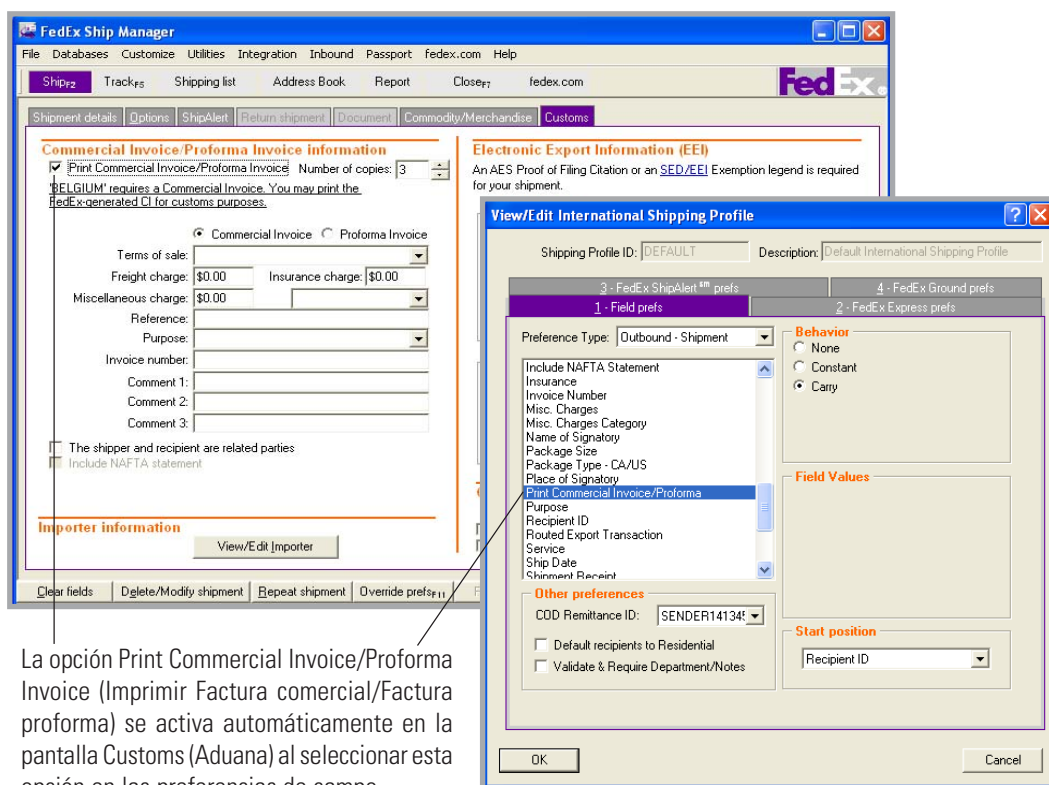 FedEx Ship Manager
File Databases Customize Utilities Integration Inbound Passport fedex.com Help
ShipF2 TrackF5 Shipping list Address Book Report CloseF7 fedex.com
FedEx.
Shipment details Options ShipAlert Return shipment Document Commodity/Merchandise Customs
Commercial Invoice/Proforma Invoice information
Print Commercial Invoice/Proforma Invoice Number of copies: 3
'BELGIUM' requires a Commercial Invoice. You may print the
FedEx-generated CI for customs purposes.
Commercial Invoice Proforma Invoice
Terms of sale:
Freight charge: $0.00 Insurance charge: $0.00
Miscellaneous charge: $0.00
Reference:
Purpose:
Invoice number:
Comment 1:
Comment 2:
Comment 3:
The shipper and recipient are related parties
Include NAFTA statement
Importer information
View/Edit Importer
Electronic Export Information (EEI)
An AES Proof of Filing Citation or an SED/EEI Exemption legend is required
for your shipment.
Clear fields Delete/Modify shipment Repeat shipment Override prefsF11
View/Edit International Shipping Profile
Shipping Profile ID: DEFAULT Description: Default International Shipping Profile
3 - FedEx ShipAlert sm prefs 4 - FedEx Ground prefs
1 - Field prefs 2 - FedEx Express prefs
Preference Type: Outbound - Shipment
Include NAFTA Statement
Insurance
Invoice Number
Misc. Charges
Misc. Charges Category
Name of Signatory
Package Size
Package Type - CA/US
Place of Signatory
Print Commercial Invoice/Proforma
Purpose
Recipient ID
Routed Export Transaction
Service
Ship Date
Shipment Receipt
Behavior
None
Constant
Carry
Field Values
Other preferences
COD Remittance ID: SENDER14134
Default recipients to Residential
Validate & Require Department/Notes
Start position
Recipient ID
OK Cancel
La opción Print Commercial Invoice/Proforma
Invoice (Imprimir Factura comercial/Factura
proforma) se activa automáticamente en la
pantalla Customs (Aduana) al seleccionar esta
opción en las preferencias de campo